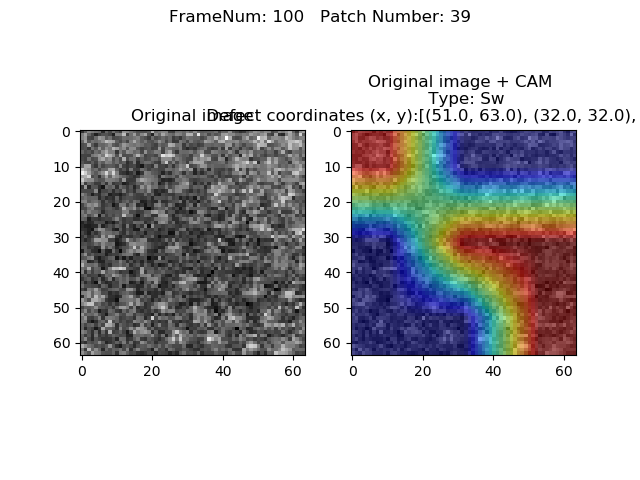 FrameNum: 100   Patch Number: 39
Original image + CAM
Type: Sw
Original image
Defect coordinates (x, y):[(51.0, 63.0), (32.0, 32.0),
0
10
20
30
40
50
60
0 20 40 60
0
10
20
30
40
50
60
0 20 40 60